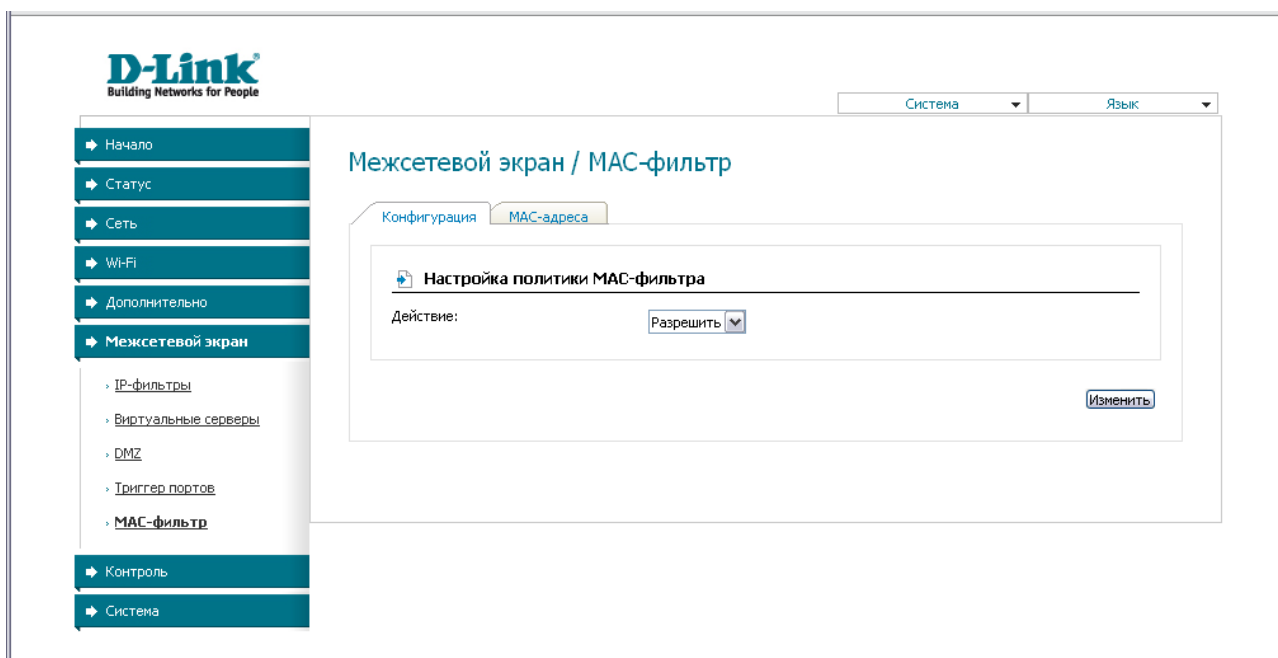 D-Link
Building Networks for People
Система
Язык
Начало
Статус
Сеть
Wi-Fi
Дополнительно
Межсетевой экран
IP-фильтры
Виртуальные серверы
DMZ
Триггер портов
MAC-фильтр
Контроль
Система
Межсетевой экран / MAC-фильтр
Конфигурация
MAC-адреса
Настройка политики MAC-фильтра
Действие:
Разрешить
Изменить